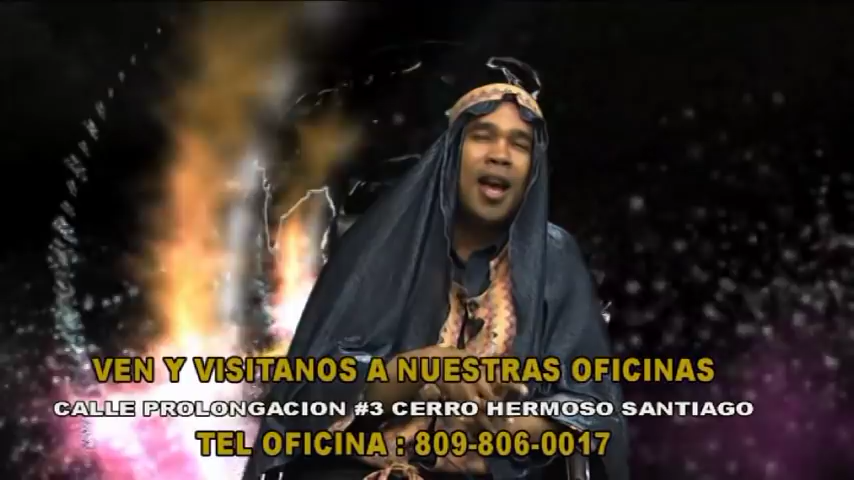 VEN Y VISITANOS A NUESTRAS OFICINAS
CALLE PROLONGACION #3 CERRO HERMOSO SANTIAGO
TEL OFICINA : 809-806-0017